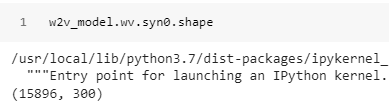 1 w2v_model.wv.syn0.shape
/usr/local/lib/python3.7/dist-packages/ipykernel_
"""Entry point for launching an IPython kernel.
(15896, 300)